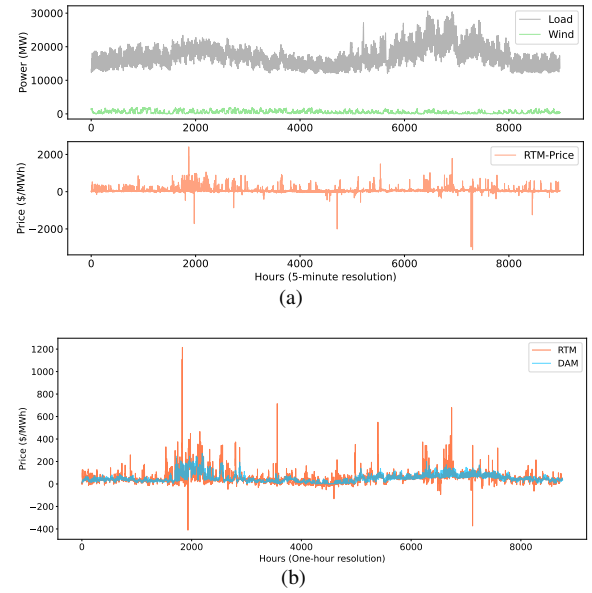 Power (MW)
30000
20000
10000
0
Load
Wind
0
2000
4000
6000
8000
Price ($/MWh)
2000
0
−2000
RTM-Price
0
2000
4000
6000
8000
Hours (5-minute resolution)
(a)
Price ($/MWh)
1200
1000
800
600
400
200
0
−200
−400
RTM
DAM
0
2000
4000
6000
8000
Hours (One-hour resolution)
(b)